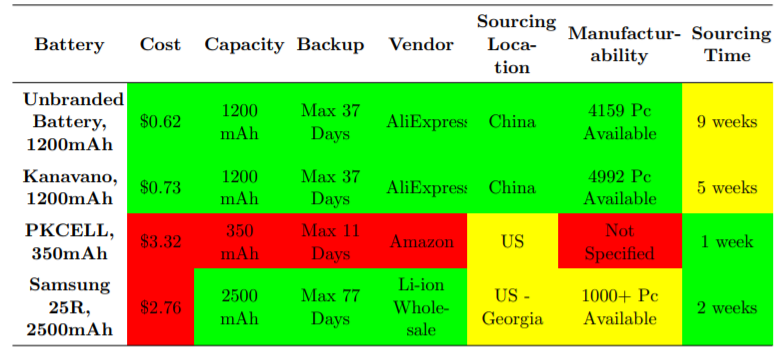 Battery Cost Capacity Backup Vendor Sourcing Loca- tion Manufactur- ability Sourcing Time
Unbranded Battery, 1200mAh $0.62 1200 mAh Max 37 Days AliExpress China 4159 Pc Available 9 weeks
Kanavano, 1200mAh $0.73 1200 mAh Max 37 Days AliExpress China 4992 Pc Available 5 weeks
PKCELL, 350mAh $3.32 350 mAh Max 11 Days Amazon US Not Specified 1 week
Samsung 25R, 2500mAh $2.76 2500 mAh Max 77 Days Li-ion Whole- sale US - Georgia 1000+ Pc Available 2 weeks